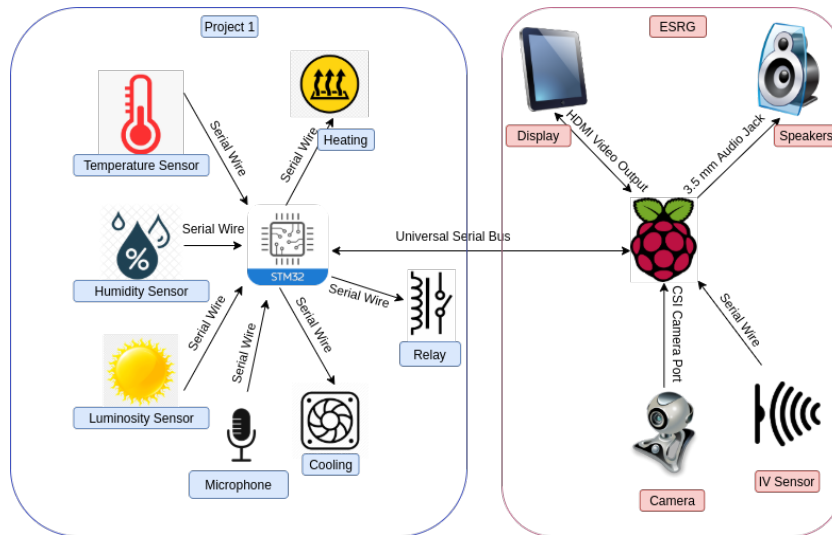 Project 1
ESRG
Temperature Sensor
Serial Wire
Serial Wire
Heating
Display
HDMI Video Output
3.5 mm Audio Jack
Speakers
%
Humidity Sensor
Serial Wire
STM32
Universal Serial Bus
Serial Wire
Relay
Luminosity Sensor
Serial Wire
Serial Wire
Microphone
Serial Wire
Cooling
CSI Camera Port
Camera
Serial Wire
IV Sensor